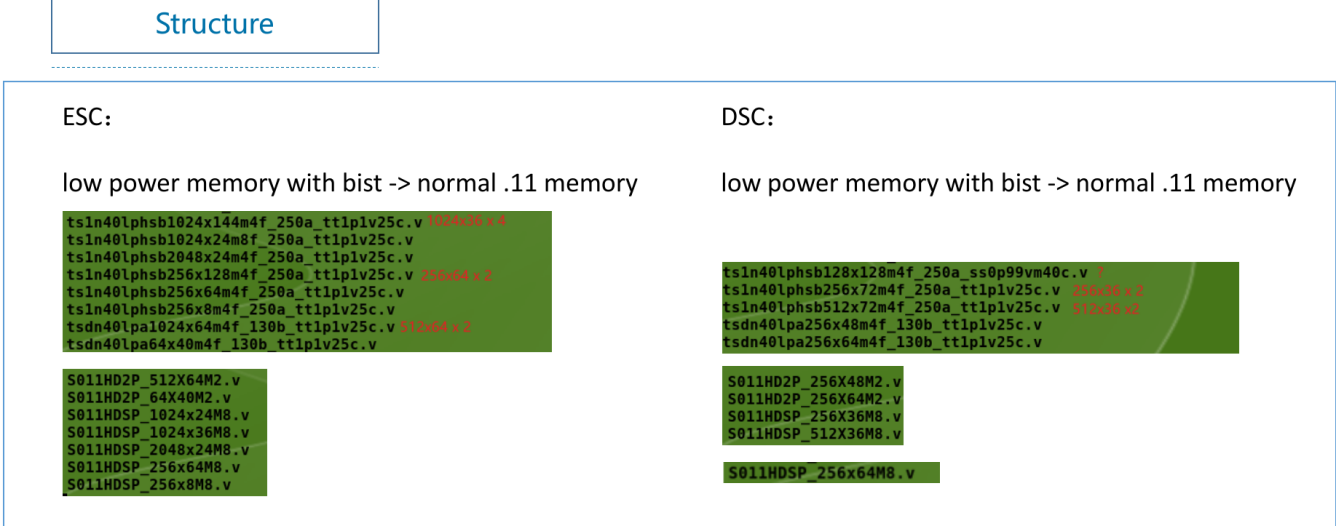 Structure
ESC：
low power memory with bist -> normal .11 memory
ts1n40lphsb1024x144m4f_250a_tt1p1v25c.v 1024x36 x 4
ts1n40lphsb1024x24m8f_250a_tt1p1v25c.v
ts1n40lphsb2048x24m4f_250a_tt1p1v25c.v
ts1n40lphsb256x128m4f_250a_tt1p1v25c.v 256x64 x 2
ts1n40lphsb256x64m4f_250a_tt1p1v25c.v
ts1n40lphsb256x8m4f_250a_tt1p1v25c.v
tsdn40lpa1024x64m4f_130b_tt1p1v25c.v 512x64 x 2
tsdn40lpa64x40m4f_130b_tt1p1v25c.v
S011HD2P_512X64M2.v
S011HD2P_64X40M2.v
S011HDSP_1024x24M8.v
S011HDSP_1024x36M8.v
S011HDSP_2048x24M8.v
S011HDSP_256x64M8.v
S011HDSP_256x8M8.v
DSC：
low power memory with bist -> normal .11 memory
ts1n40lphsb128x128m4f_250a_ss0p99vm40c.v ?
ts1n40lphsb256x72m4f_250a_tt1p1v25c.v 256x36 x 2
ts1n40lphsb512x72m4f_250a_tt1p1v25c.v 512x36 x2
tsdn40lpa256x48m4f_130b_tt1p1v25c.v
tsdn40lpa256x64m4f_130b_tt1p1v25c.v
S011HD2P_256X48M2.v
S011HD2P_256X64M2.v
S011HDSP_256X36M8.v
S011HDSP_512X36M8.v
S011HDSP_256x64M8.v